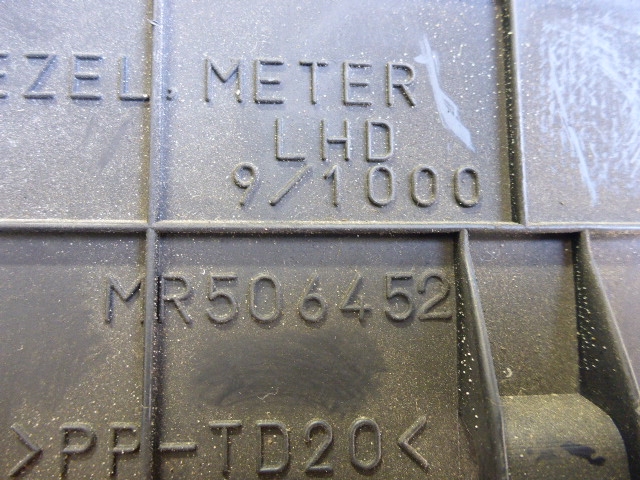 EZEL, METER
LHD
9/1000
MR506452
>PP-TD20<